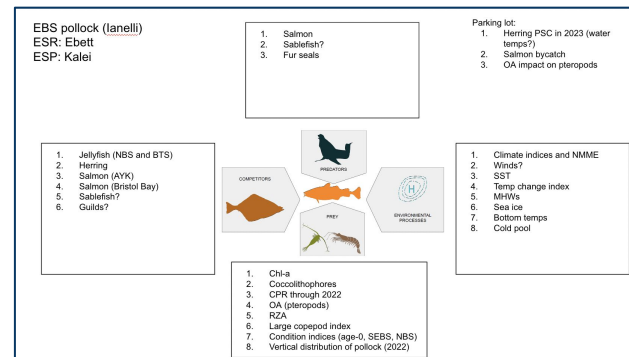 EBS pollock (Ianelli)
ESR: Ebett
ESP: Kalei
1. Salmon
2. Sablefish?
3. Fur seals
Parking lot:
1. Herring PSC in 2023 (water
temps?)
2. Salmon bycatch
3. OA impact on pteropods
1. Jellyfish (NBS and BTS)
2. Herring
3. Salmon (AYK)
4. Salmon (Bristol Bay)
5. Sablefish?
6. Guilds?
PREDATORS
COMPETITORS
PREY
ENVIRONMENTAL
PROCESSES
H
1. Climate indices and NMME
2. Winds?
3. SST
4. Temp change index
5. MHWs
6. Sea ice
7. Bottom temps
8. Cold pool
1. Chl-a
2. Coccolithophores
3. CPR through 2022
4. OA (pteropods)
5. RZA
6. Large copepod index
7. Condition indices (age-0, SEBS, NBS)
8. Vertical distribution of pollock (2022)